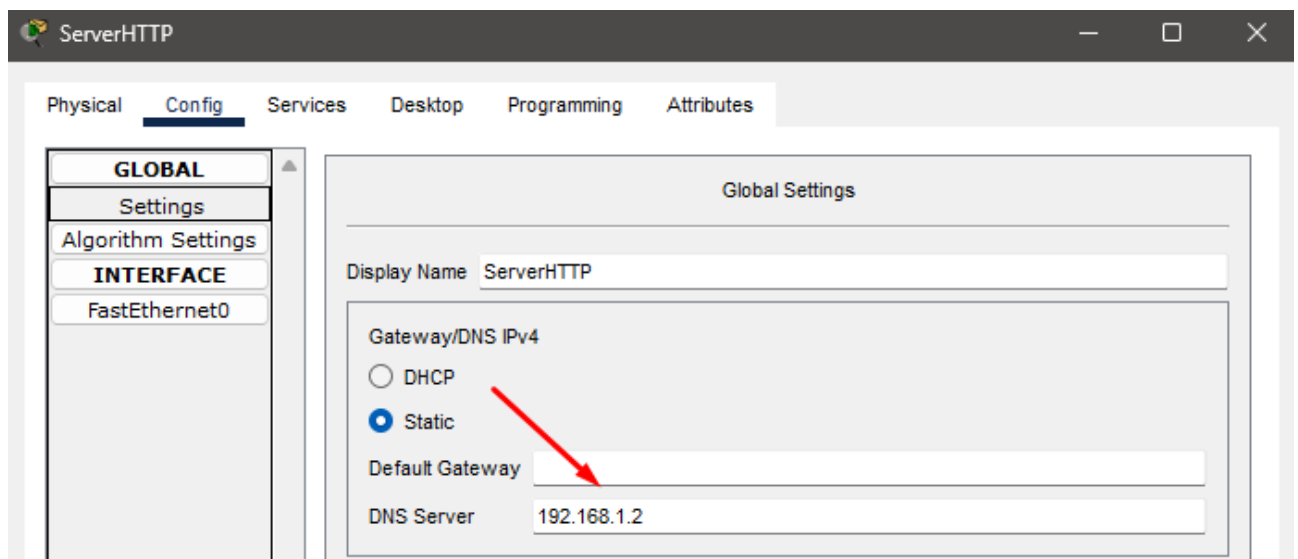 ServerHTTP
Physical Config Services Desktop Programming Attributes
GLOBAL
Settings
Algorithm Settings
INTERFACE
FastEthernet0
Global Settings
Display Name ServerHTTP
Gateway/DNS IPv4
DHCP
Static
Default Gateway
DNS Server 192.168.1.2